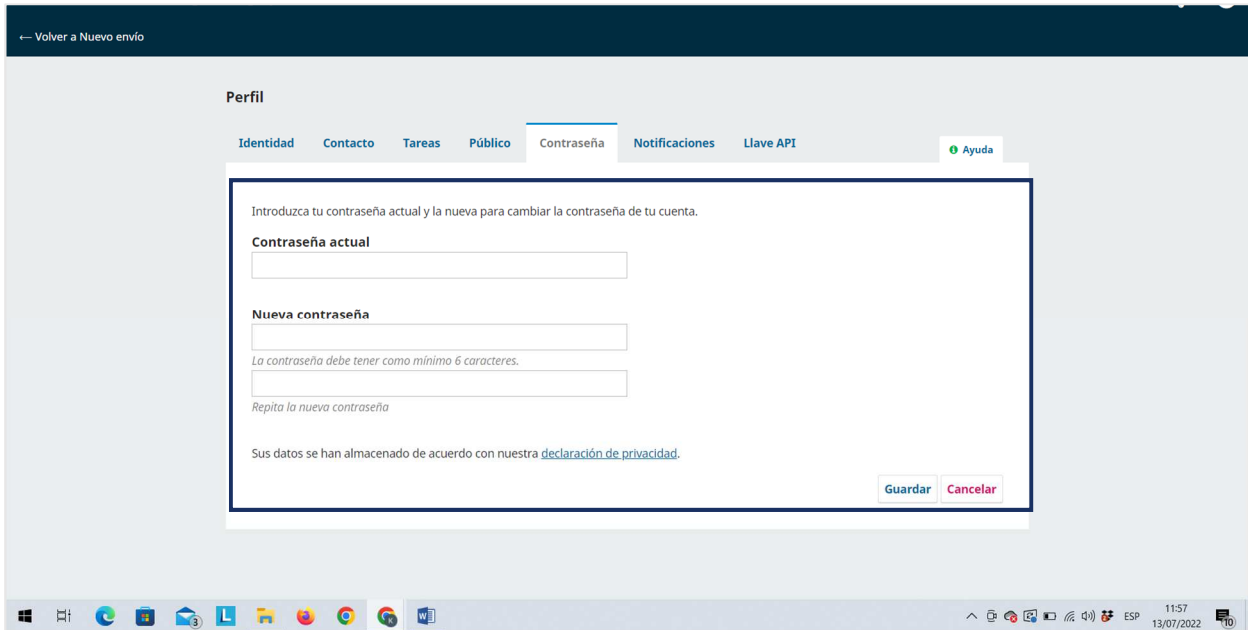 ← Volver a Nuevo envío
Perfil
Identidad Contacto Tareas Público Contraseña Notificaciones Llave API
Ayuda
Introduzca tu contraseña actual y la nueva para cambiar la contraseña de tu cuenta.
Contraseña actual
Nueva contraseña
La contraseña debe tener como mínimo 6 caracteres.
Repita la nueva contraseña
Sus datos se han almacenado de acuerdo con nuestra declaración de privacidad.
Guardar Cancelar
3
L
K
W
ESP
11:57
13/07/2022
10